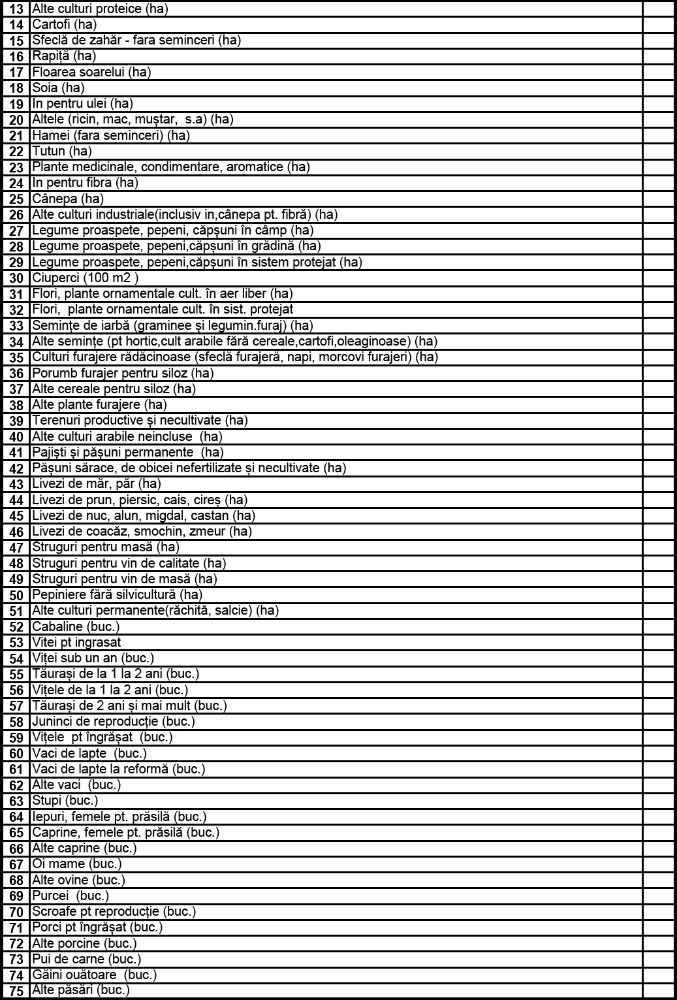 13 Alte culturi proteice (ha)
14 Cartofi (ha)
15 Sfeclă de zahăr - fara seminceri (ha)
16 Rapiță (ha)
17 Floarea soarelui (ha)
18 Soia (ha)
19 In pentru ulei (ha)
20 Altele (ricin, mac, muștar,  s.a) (ha)
21 Hamei (fara seminceri) (ha)
22 Tutun (ha)
23 Plante medicinale, condimentare, aromatice (ha)
24 In pentru fibra (ha)
25 Cânepa (ha)
26 Alte culturi industriale(inclusiv in,cânepa pt. fibră) (ha)
27 Legume proaspete, pepeni, căpșuni în câmp (ha)
28 Legume proaspete, pepeni,căpșuni în grădină (ha)
29 Legume proaspete, pepeni,căpșuni în sistem protejat (ha)
30 Ciuperci (100 m2 )
31 Flori, plante ornamentale cult. în aer liber (ha)
32 Flori,  plante ornamentale cult. în sist. protejat
33 Semințe de iarbă (graminee și legumin.furaj) (ha)
34 Alte semințe (pt hortic,cult arabile fără cereale,cartofi,oleaginoase) (ha)
35 Culturi furajere rădăcinoase (sfeclă furajeră, napi, morcovi furajeri) (ha)
36 Porumb furajer pentru siloz (ha)
37 Alte cereale pentru siloz (ha)
38 Alte plante furajere (ha)
39 Terenuri productive și necultivate (ha)
40 Alte culturi arabile neincluse  (ha)
41 Pajiști și pășuni permanente  (ha)
42 Pășuni sărace, de obicei nefertilizate și necultivate (ha)
43 Livezi de măr, păr (ha)
44 Livezi de prun, piersic, cais, cireș (ha)
45 Livezi de nuc, alun, migdal, castan (ha)
46 Livezi de coacăz, smochin, zmeur (ha)
47 Struguri pentru masă (ha)
48 Struguri pentru vin de calitate (ha)
49 Struguri pentru vin de masă (ha)
50 Pepiniere fără silvicultură (ha)
51 Alte culturi permanente(răchită, salcie) (ha)
52 Cabaline (buc.)
53 Vitei pt ingrasat
54 Viței sub un an (buc.)
55 Tăurași de la 1 la 2 ani (buc.)
56 Vițele de la 1 la 2 ani (buc.)
57 Tăurași de 2 ani și mai mult (buc.)
58 Juninci de reproducție (buc.)
59 Vițele  pt îngrășat  (buc.)
60 Vaci de lapte  (buc.)
61 Vaci de lapte la reformă (buc.)
62 Alte vaci  (buc.)
63 Stupi (buc.)
64 Iepuri, femele pt. prăsilă (buc.)
65 Caprine, femele pt. prăsilă (buc.)
66 Alte caprine (buc.)
67 Oi mame (buc.)
68 Alte ovine (buc.)
69 Purcei  (buc.)
70 Scroafe pt reproducție (buc.)
71 Porci pt îngrășat (buc.)
72 Alte porcine (buc.)
73 Pui de carne (buc.)
74 Găini ouătoare  (buc.)
75 Alte păsări (buc.)